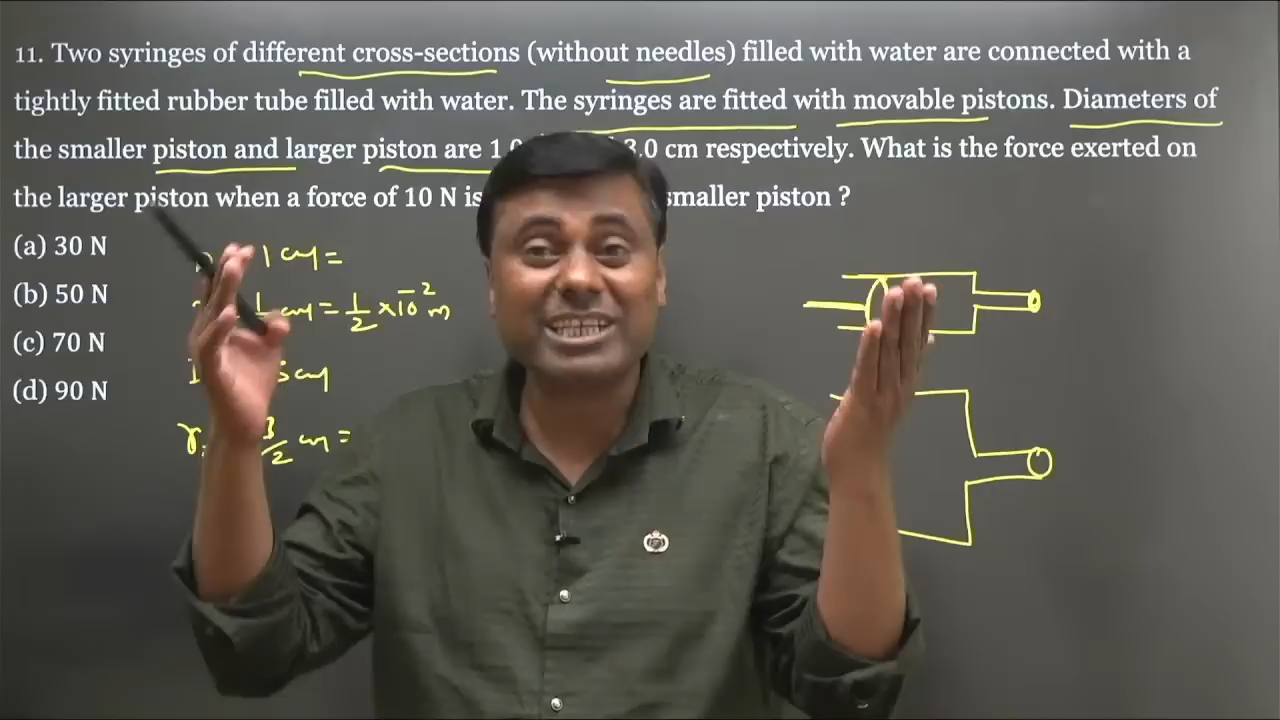 11. Two syringes of different cross-sections (without needles) filled with water are connected with a
tightly fitted rubber tube filled with water. The syringes are fitted with movable pistons. Diameters of
the smaller piston and larger piston are 3.0 cm respectively. What is the force exerted on
the larger piston when a force of 10 N is smaller piston ?
(a) 30 N
(b) 50 N
(c) 70 N
(d) 90 N
1 cm =
cm = 1/2 × 10⁻² m
cm
3/2 cm =